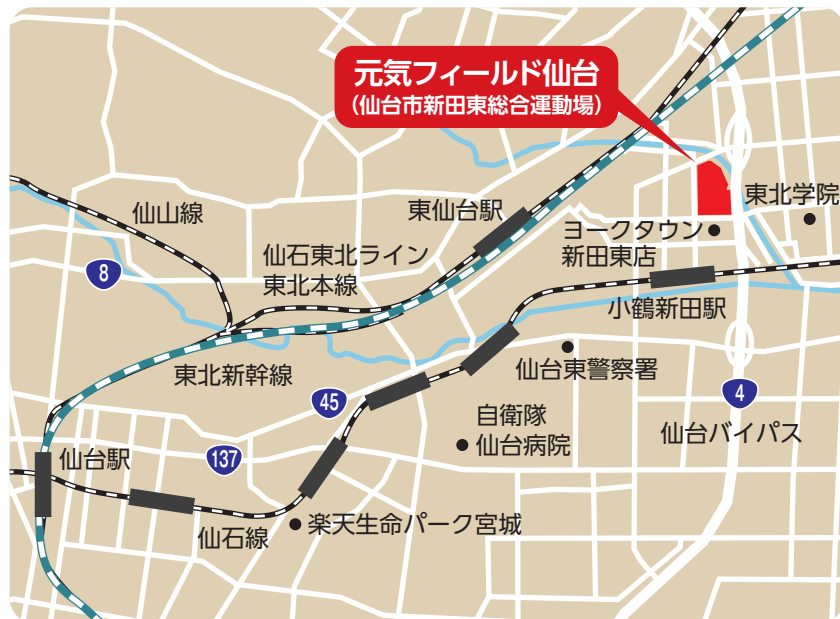 元気フィールド仙台
(仙台市新田東総合運動場)
仙山線
東仙台駅
東北学院
ヨークタウン
新田東店
仙石東北ライン
東北本線
8
小鶴新田駅
東北新幹線
仙台東警察署
45
4
自衛隊
仙台病院
仙台バイパス
仙台駅
137
仙石線
楽天生命パーク宮城